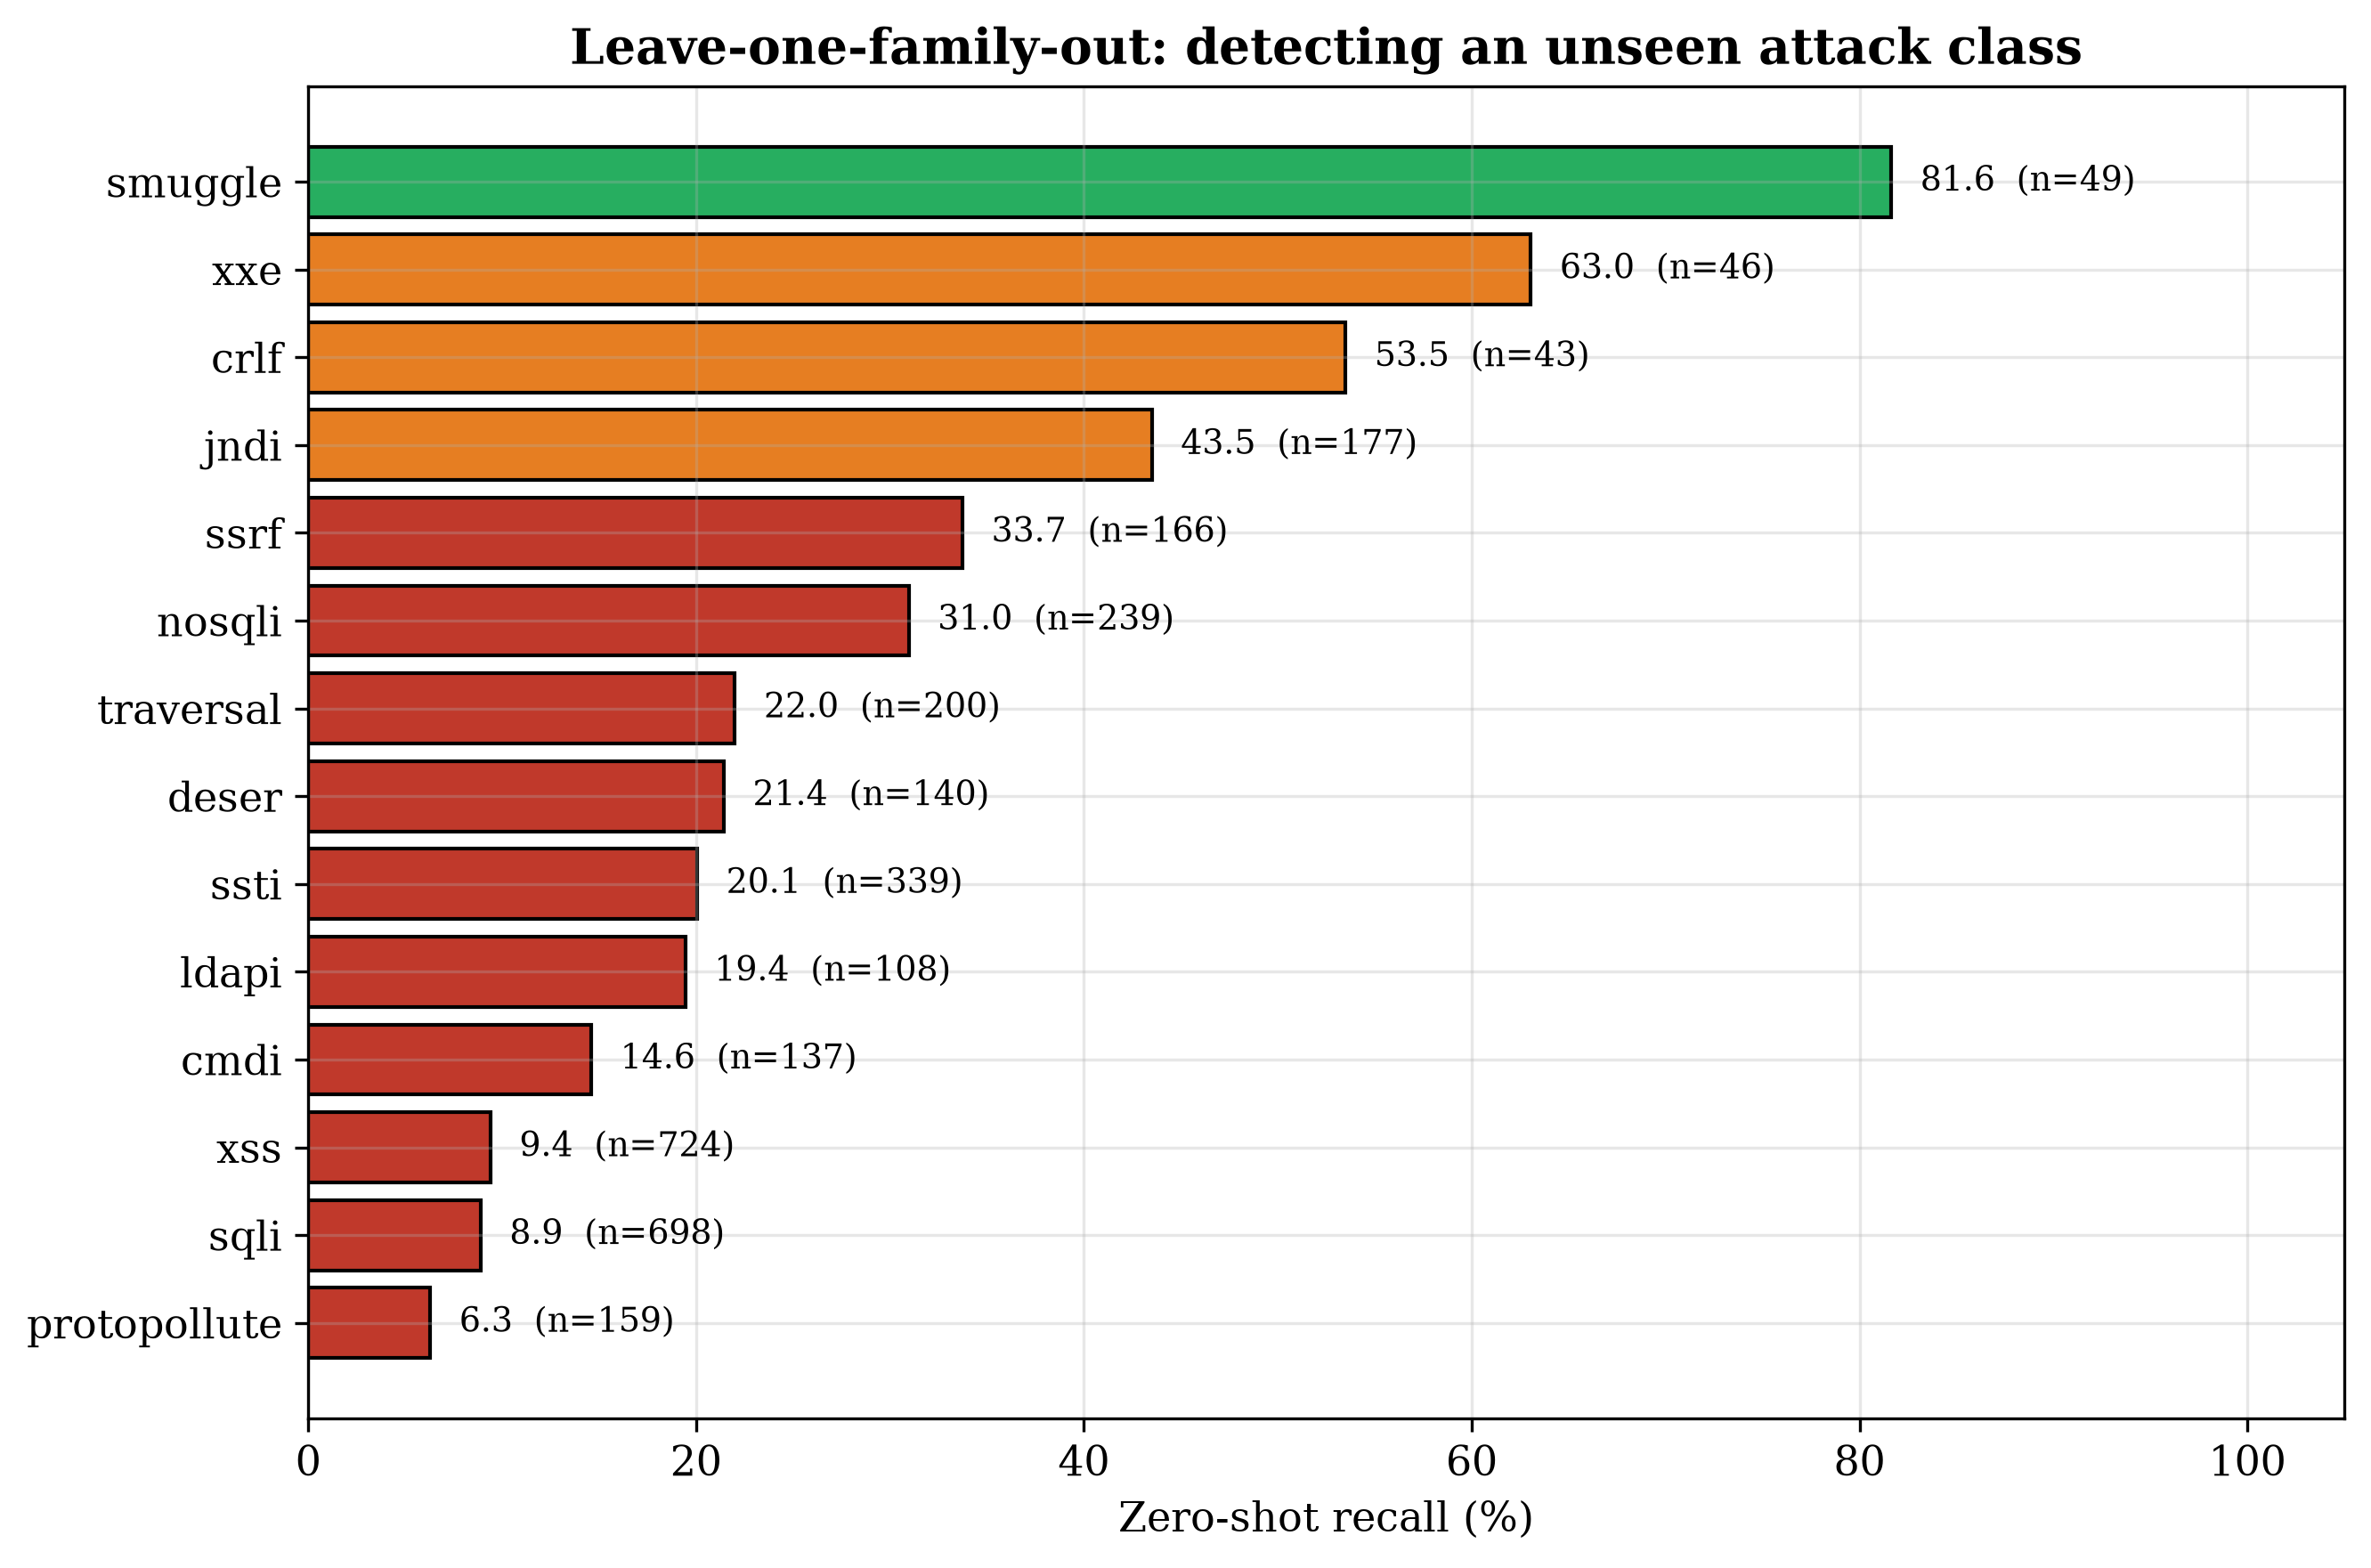 Leave-one-family-out: detecting an unseen attack class
smuggle 81.6 (n=49)
xxe 63.0 (n=46)
crlf 53.5 (n=43)
jndi 43.5 (n=177)
ssrf 33.7 (n=166)
nosqli 31.0 (n=239)
traversal 22.0 (n=200)
deser 21.4 (n=140)
ssti 20.1 (n=339)
ldapi 19.4 (n=108)
cmdi 14.6 (n=137)
xss 9.4 (n=724)
sqli 8.9 (n=698)
protopollute 6.3 (n=159)
0 20 40 60 80 100
Zero-shot recall (%)